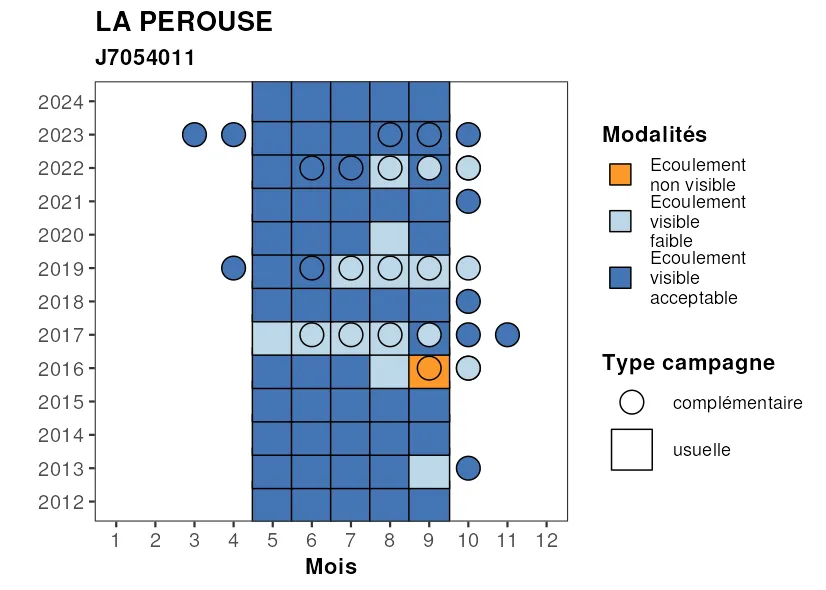 LA PEROUSE
J7054011
2024
2023
2022
2021
2020
2019
2018
2017
2016
2015
2014
2013
2012
1 2 3 4 5 6 7 8 9 10 11 12
Mois
Modalités
Ecoulement
non visible
Ecoulement
visible
faible
Ecoulement
visible
acceptable
Type campagne
complémentaire
usuelle